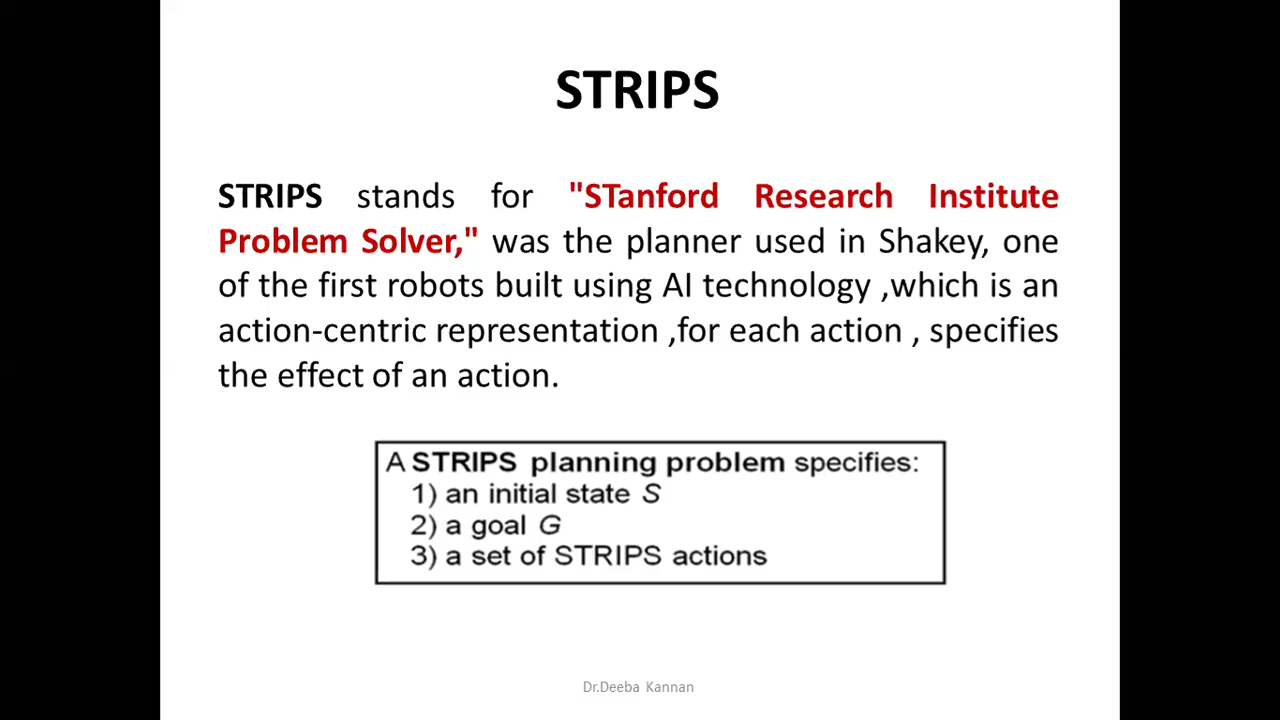 STRIPS
STRIPS stands for "STanford Research Institute
Problem Solver," was the planner used in Shakey, one
of the first robots built using AI technology ,which is an
action-centric representation ,for each action , specifies
the effect of an action.
A STRIPS planning problem specifies:
1) an initial state S
2) a goal G
3) a set of STRIPS actions
Dr.Deeba Kannan